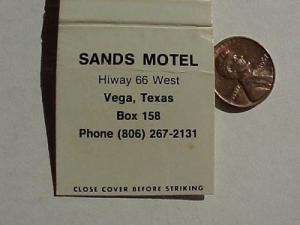 SANDS MOTEL
Hiway 66 West
Vega, Texas
Box 158
Phone (806) 267-2131
CLOSE COVER BEFORE STRIKING